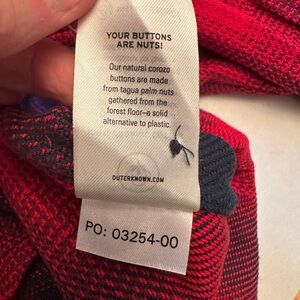 YOUR BUTTONS
ARE NUTS!
Our natural corozo
buttons are made
from tagua palm nuts
gathered from the
forest floor-a solid
alternative to plastic.
OUTERKNOWN.COM
PO: 03254-00